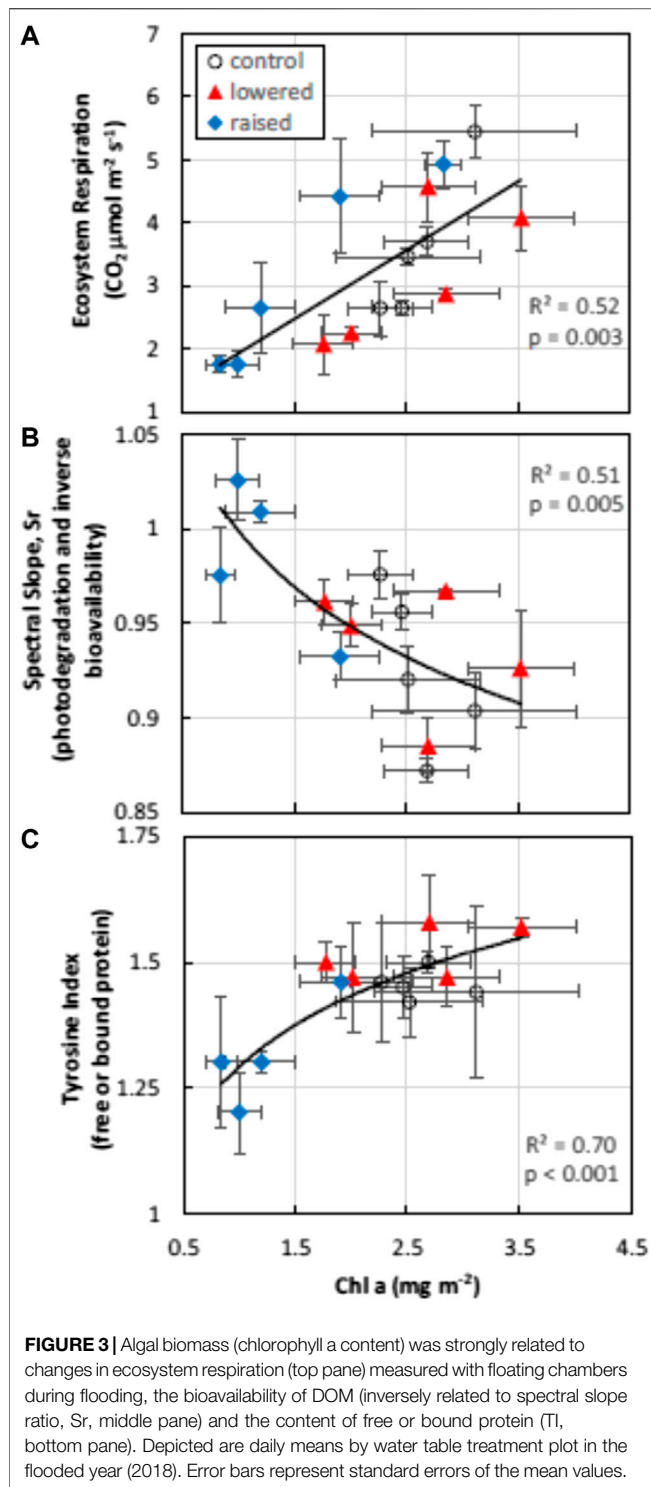 A
Ecosystem Respiration
(CO₂ µmol m⁻² s⁻¹)
7
6
5
4
3
2
1
control
lowered
raised
R² = 0.52
p = 0.003
B
Spectral Slope, Sr
(photodegradation and inverse
bioavailability)
1.05
1
0.95
0.9
0.85
R² = 0.51
p = 0.005
C
Tyrosine Index
(free or bound protein)
1.75
1.5
1.25
1
R² = 0.70
p < 0.001
0.5 1.5 2.5 3.5 4.5
Chl a (mg m⁻²)
FIGURE 3 | Algal biomass (chlorophyll a content) was strongly related to
changes in ecosystem respiration (top pane) measured with floating chambers
during flooding, the bioavailability of DOM (inversely related to spectral slope
ratio, Sr, middle pane) and the content of free or bound protein (TI,
bottom pane). Depicted are daily means by water table treatment plot in the
flooded year (2018). Error bars represent standard errors of the mean values.